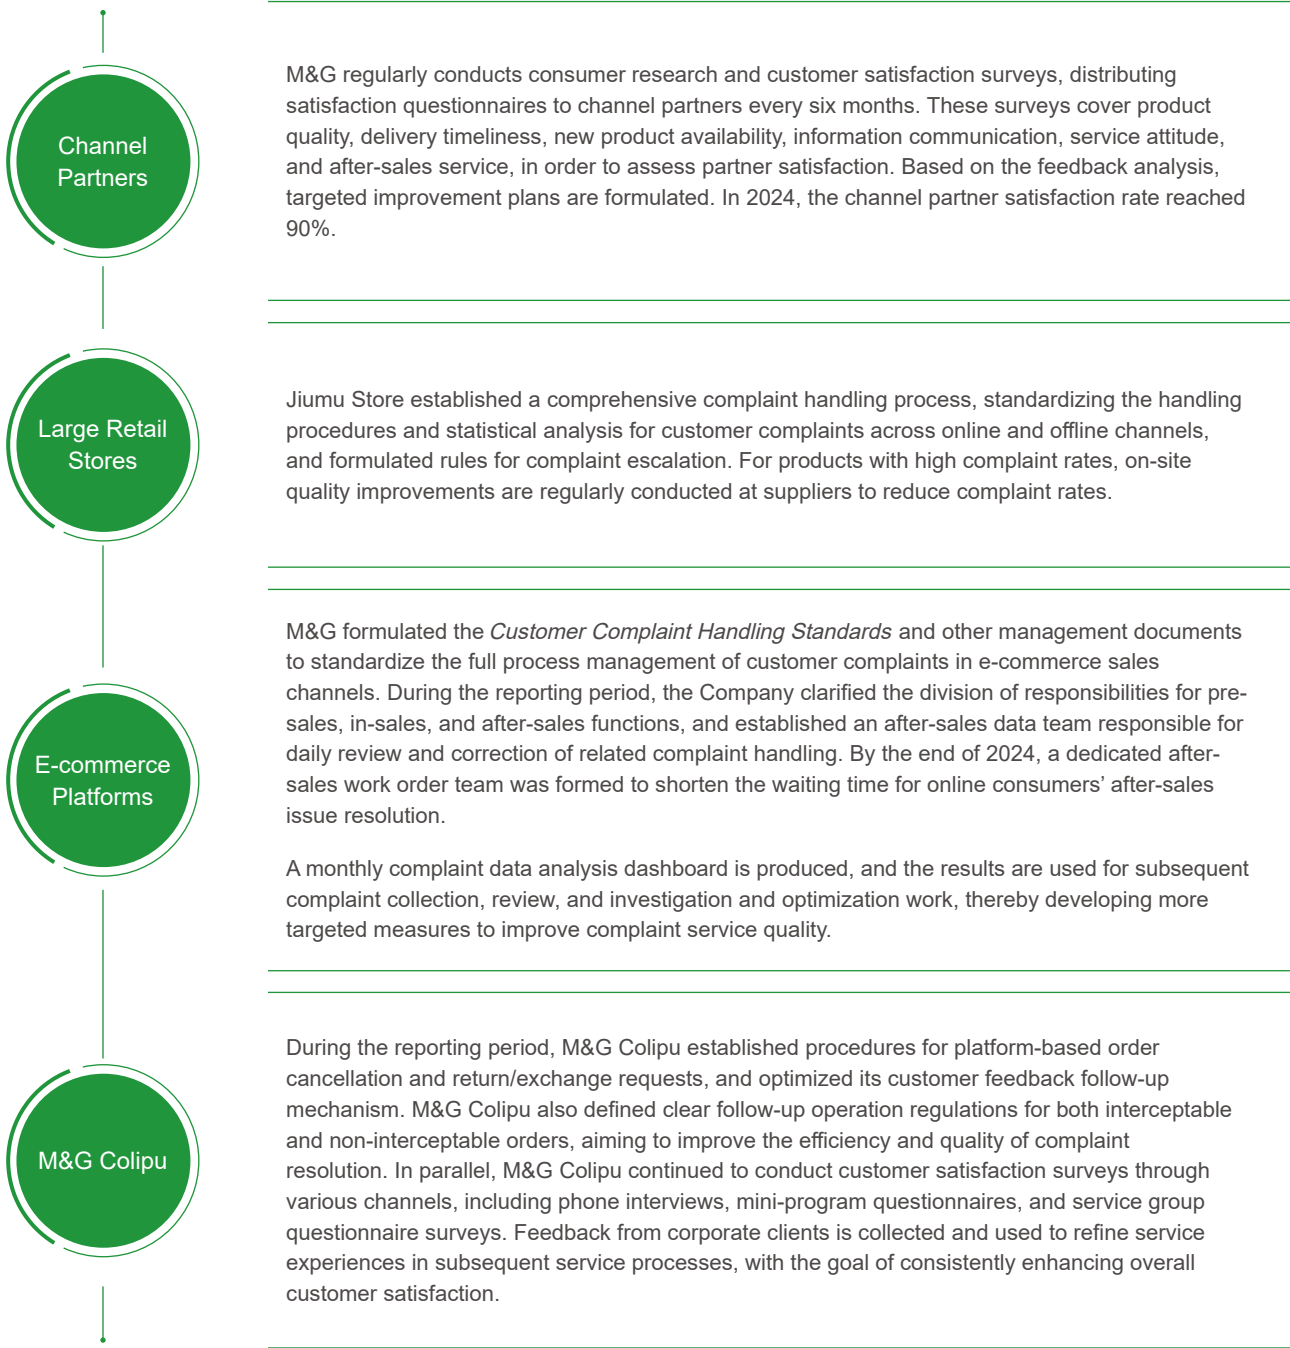 Channel
Partners
M&G regularly conducts consumer research and customer satisfaction surveys, distributing
satisfaction questionnaires to channel partners every six months. These surveys cover product
quality, delivery timeliness, new product availability, information communication, service attitude,
and after-sales service, in order to assess partner satisfaction. Based on the feedback analysis,
targeted improvement plans are formulated. In 2024, the channel partner satisfaction rate reached
90%.
Large Retail
Stores
Jiumu Store established a comprehensive complaint handling process, standardizing the handling
procedures and statistical analysis for customer complaints across online and offline channels,
and formulated rules for complaint escalation. For products with high complaint rates, on-site
quality improvements are regularly conducted at suppliers to reduce complaint rates.
E-commerce
Platforms
M&G formulated the Customer Complaint Handling Standards and other management documents
to standardize the full process management of customer complaints in e-commerce sales
channels. During the reporting period, the Company clarified the division of responsibilities for pre-
sales, in-sales, and after-sales functions, and established an after-sales data team responsible for
daily review and correction of related complaint handling. By the end of 2024, a dedicated after-
sales work order team was formed to shorten the waiting time for online consumers’ after-sales
issue resolution.
A monthly complaint data analysis dashboard is produced, and the results are used for subsequent
complaint collection, review, and investigation and optimization work, thereby developing more
targeted measures to improve complaint service quality.
M&G Colipu
During the reporting period, M&G Colipu established procedures for platform-based order
cancellation and return/exchange requests, and optimized its customer feedback follow-up
mechanism. M&G Colipu also defined clear follow-up operation regulations for both interceptable
and non-interceptable orders, aiming to improve the efficiency and quality of complaint
resolution. In parallel, M&G Colipu continued to conduct customer satisfaction surveys through
various channels, including phone interviews, mini-program questionnaires, and service group
questionnaire surveys. Feedback from corporate clients is collected and used to refine service
experiences in subsequent service processes, with the goal of consistently enhancing overall
customer satisfaction.